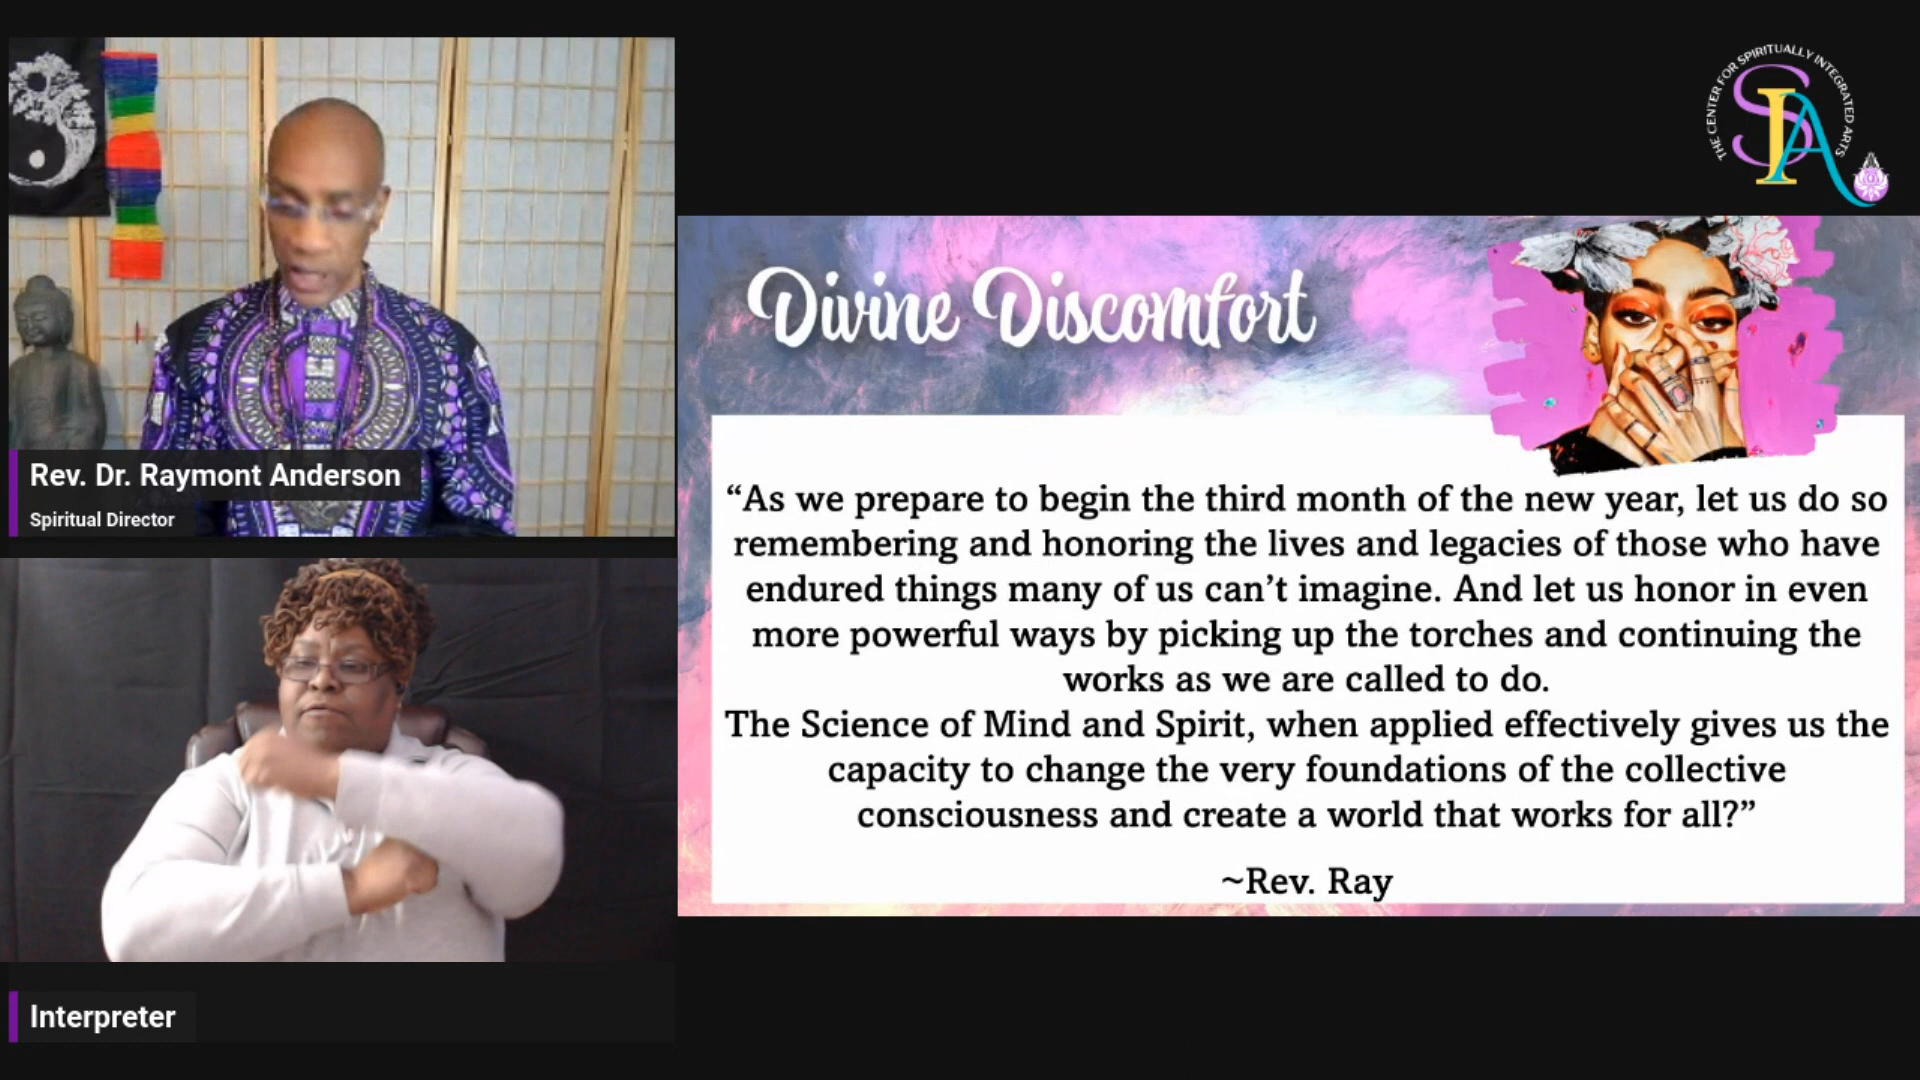 Rev. Dr. Raymont Anderson
Spiritual Director
Interpreter
THE CENTER FOR SPIRITUALLY INTEGRATED ARTS
SIA
Divine Discomfort
“As we prepare to begin the third month of the new year, let us do so
remembering and honoring the lives and legacies of those who have
endured things many of us can’t imagine. And let us honor in even
more powerful ways by picking up the torches and continuing the
works as we are called to do.
The Science of Mind and Spirit, when applied effectively gives us the
capacity to change the very foundations of the collective
consciousness and create a world that works for all?”
~Rev. Ray